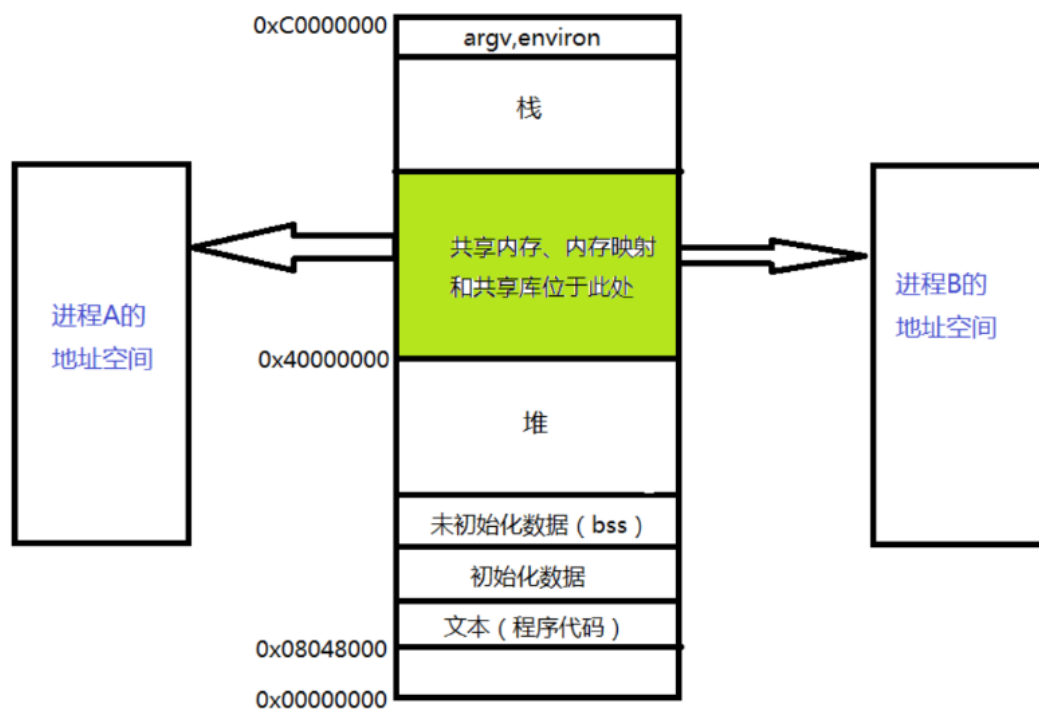 0xC0000000
argv,environ
栈
共享内存、内存映射
和共享库位于此处
进程A的
地址空间
进程B的
地址空间
0x40000000
堆
未初始化数据（bss）
初始化数据
文本（程序代码）
0x08048000
0x00000000